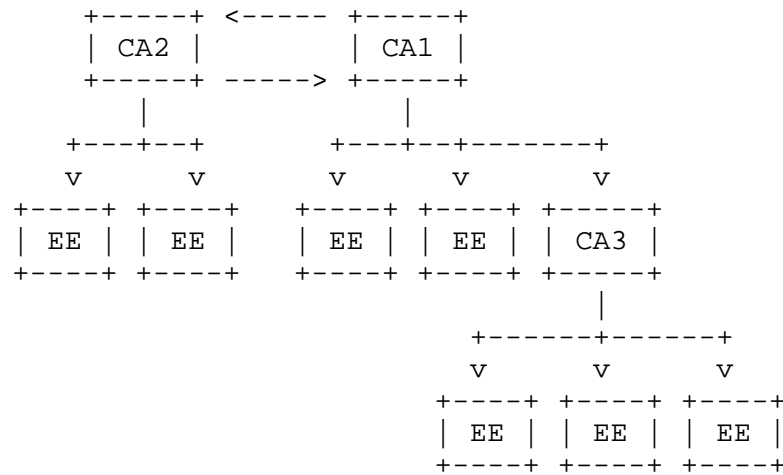 +-----+ <----- +-----+
| CA2 | | CA1 |
+-----+ -----> +-----+
| |
+---+--+ +---+--+-------+
v v v v v
+----+ +----+ +----+ +----+ +-----+
| EE | | EE | | EE | | EE | | CA3 |
+----+ +----+ +----+ +----+ +-----+
|
+------+------+
v v v
+----+ +----+ +----+
| EE | | EE | | EE |
+----+ +----+ +----+